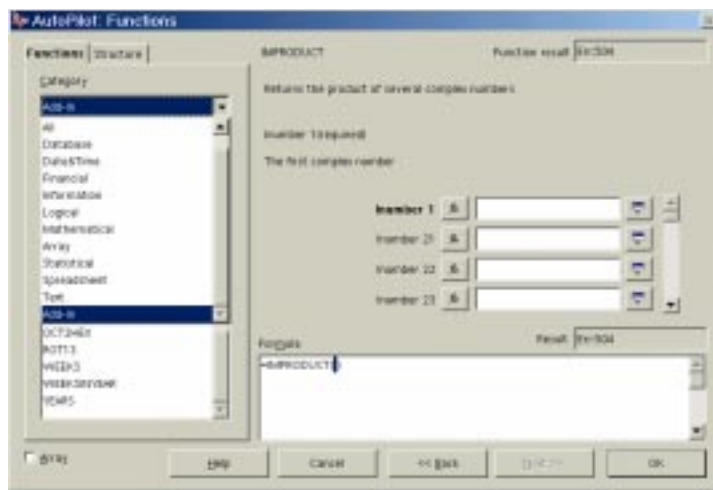 AutoPilot: Functions
Functions Structure
IMPRODUCT
Function result Err:504
Category
Add-In
Returns the product of several complex numbers
All
Database
Date&Time
Financial
Information
Logical
Mathematical
Array
Statistical
Spreadsheet
Text
Add-In
Inumber 1 (required)
The first complex number
Inumber 1
Inumber 21
Inumber 22
Inumber 23
OCT2HEX
ROT13
WEEKS
WEEKSINYEAR
YEARS
Formula
Result Err:504
=IMPRODUCT()
Array
Help
Cancel
<< Back
Next >>
OK